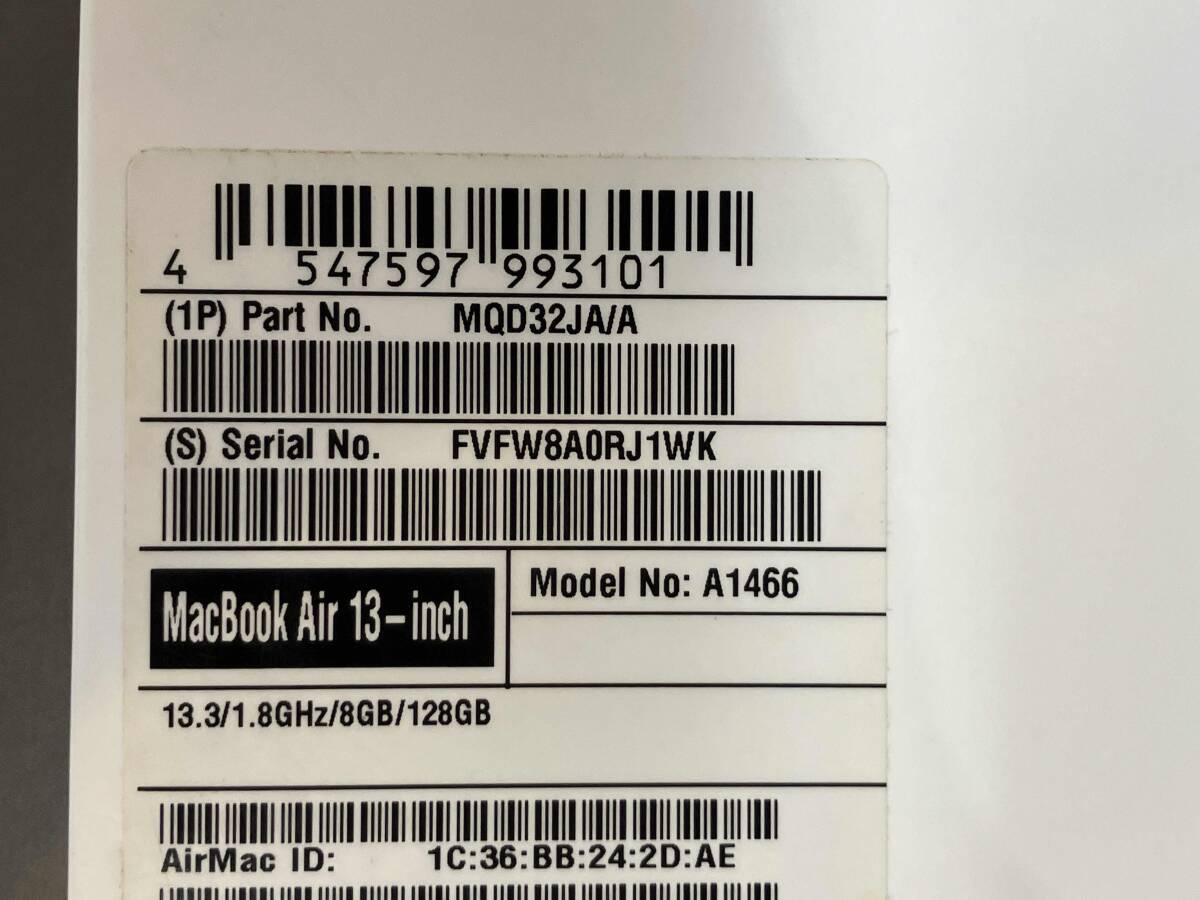 4 547597 993101
(1P) Part No. MQD32JA/A
(S) Serial No. FVFW8A0RJ1WK
MacBook Air 13-inch
Model No: A1466
13.3/1.8GHz/8GB/128GB
AirMac ID: 1C:36:BB:24:2D:AE